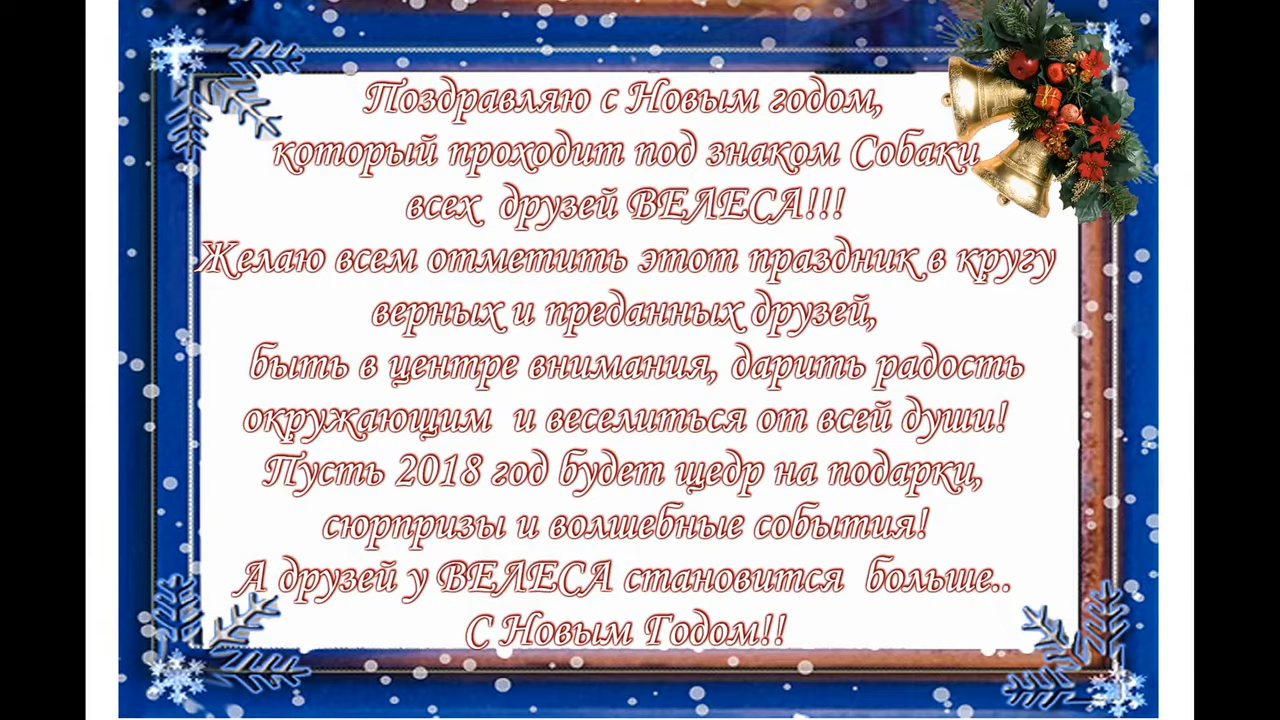 Поздравляю с Новым годом,
который проходит под знаком Собаки
всех друзей ВЕЛЕСА!!!
Желаю всем отметить этот праздник в кругу
верных и преданных друзей,
быть в центре внимания, дарить радость
окружающим и веселиться от всей души!
Пусть 2018 год будет щедр на подарки,
сюрпризы и волшебные события!
А друзей у ВЕЛЕСА становится больше..
С Новым Годом!!